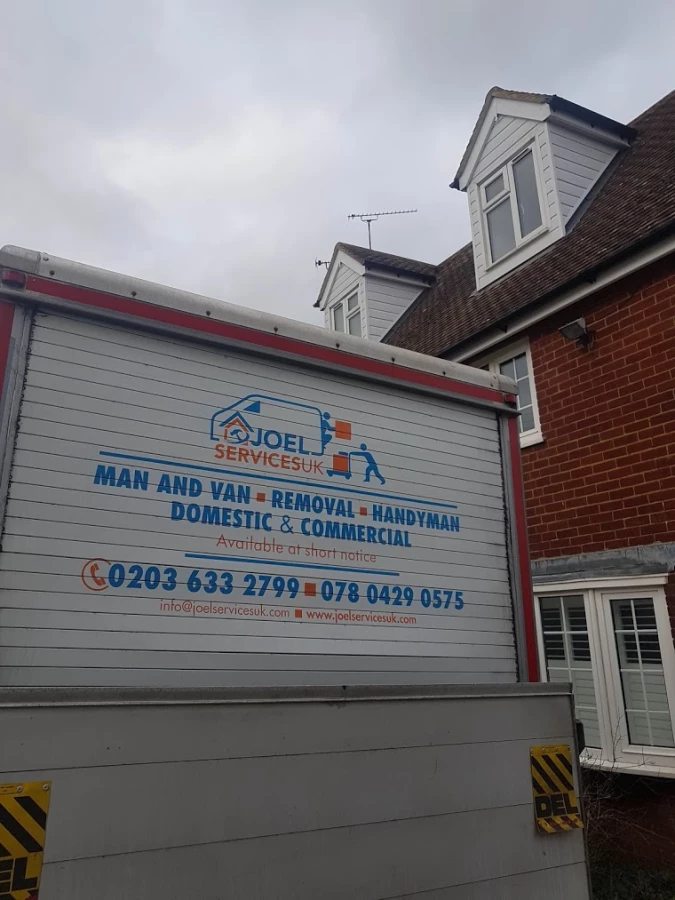 JOEL
SERVICESUK
MAN AND VAN ▪ REMOVAL ▪ HANDYMAN
DOMESTIC & COMMERCIAL
Available at short notice
0203 633 2799 ▪ 078 0429 0575
info@joelservicesuk.com ▪ www.joelservicesuk.com
DEL
EL